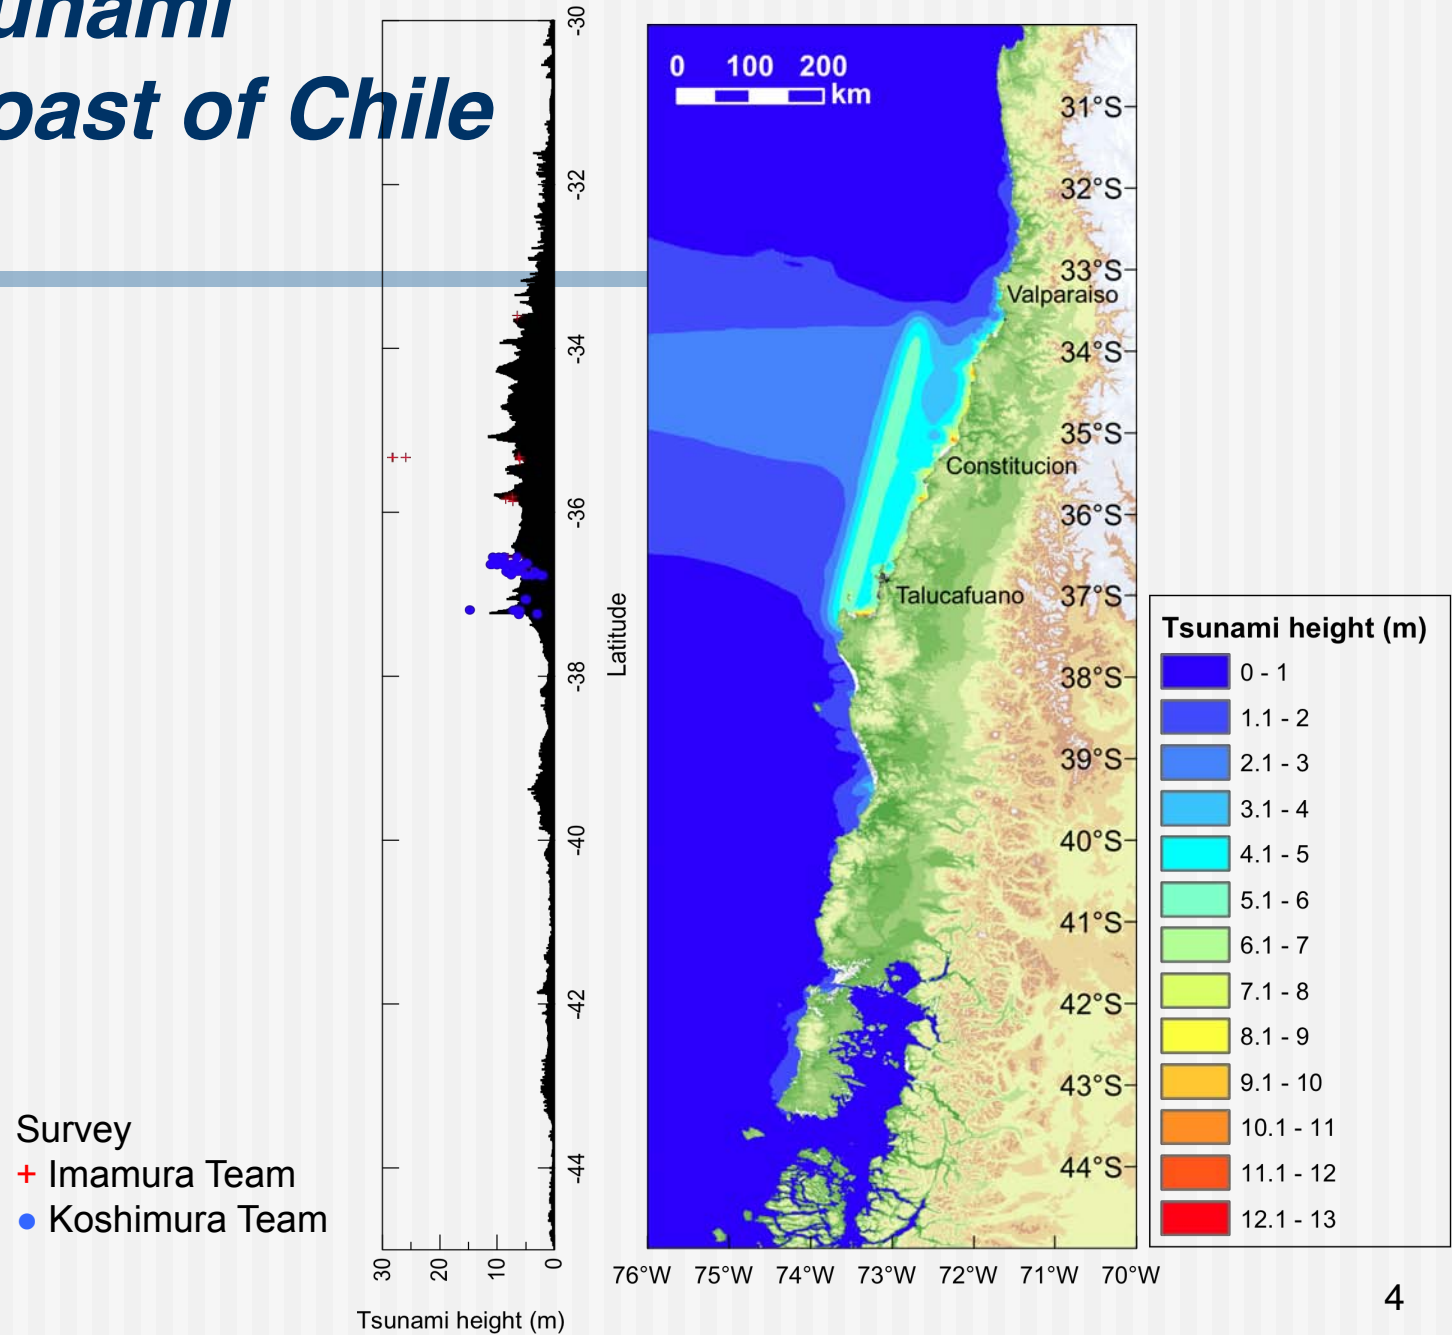 unami
oast of Chile
-30
-32
-34
-36
-38
-40
-42
-44
Latitude
30
20
10
0
Tsunami height (m)
Survey
+ Imamura Team
● Koshimura Team
0 100 200
km
31°S
32°S
33°S
Valparaiso
34°S
35°S
Constitucion
36°S
37°S
Talucafuano
38°S
39°S
40°S
41°S
42°S
43°S
44°S
76°W 75°W 74°W 73°W 72°W 71°W 70°W
Tsunami height (m)
0 - 1
1.1 - 2
2.1 - 3
3.1 - 4
4.1 - 5
5.1 - 6
6.1 - 7
7.1 - 8
8.1 - 9
9.1 - 10
10.1 - 11
11.1 - 12
12.1 - 13
4